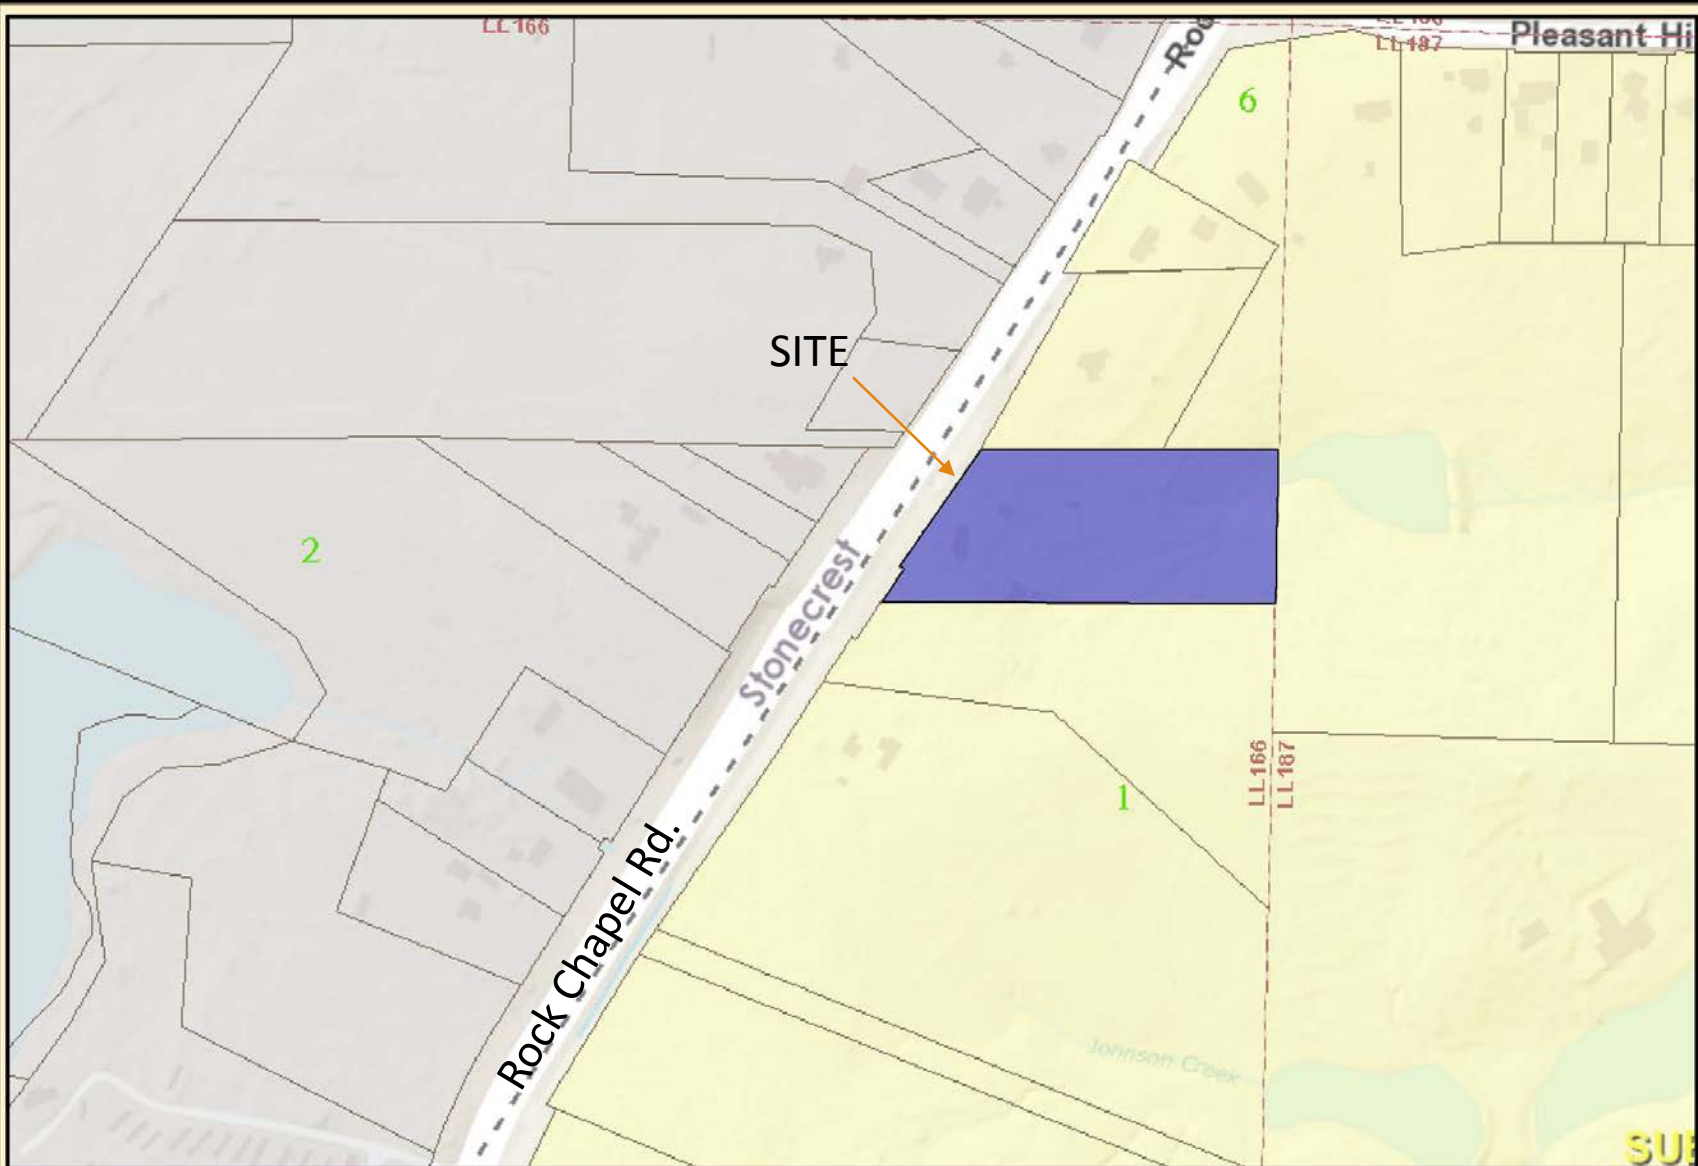 LL 166
LL 187
Pleasant Hi
Roc
6
SITE
2
Stonecrest
LL 166
LL 187
1
Rock Chapel Rd.
Johnson Creek
SUB